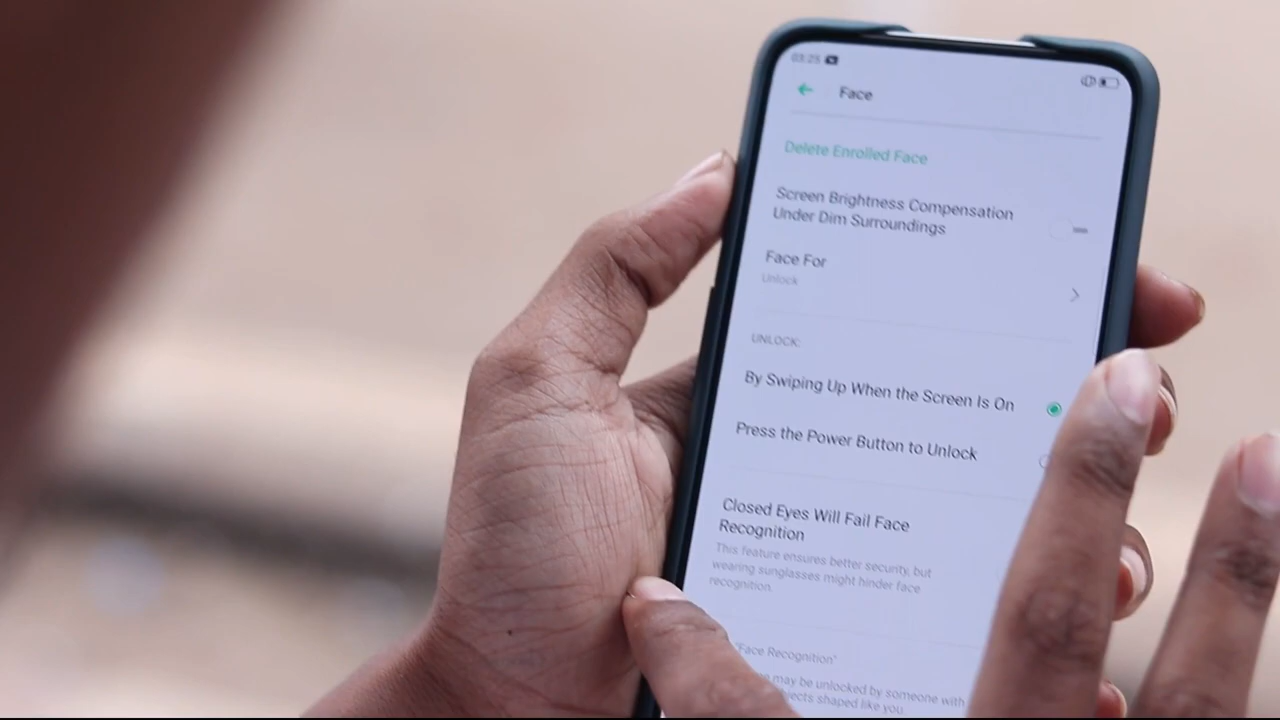 03:25
Face
Delete Enrolled Face
Screen Brightness Compensation
Under Dim Surroundings
Face For
Unlock
UNLOCK:
By Swiping Up When the Screen Is On
Press the Power Button to Unlock
Closed Eyes Will Fail Face
Recognition
This feature ensures better security, but
wearing sunglasses might hinder face
recognition.
"Face Recognition"
may be unlocked by someone with
shaped like you